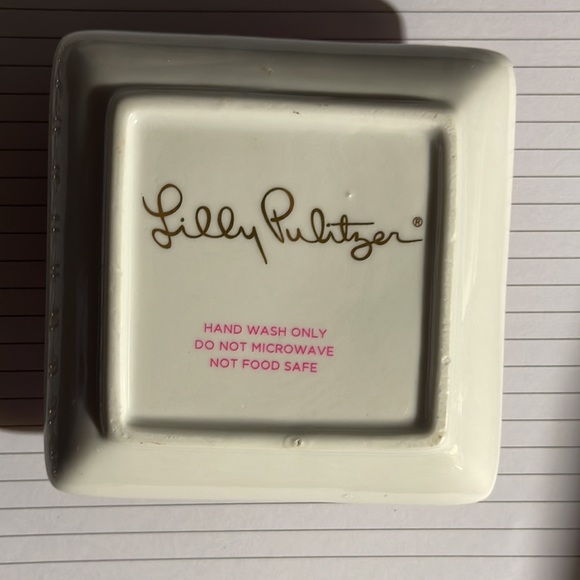 Lilly Pulitzer®
HAND WASH ONLY
DO NOT MICROWAVE
NOT FOOD SAFE